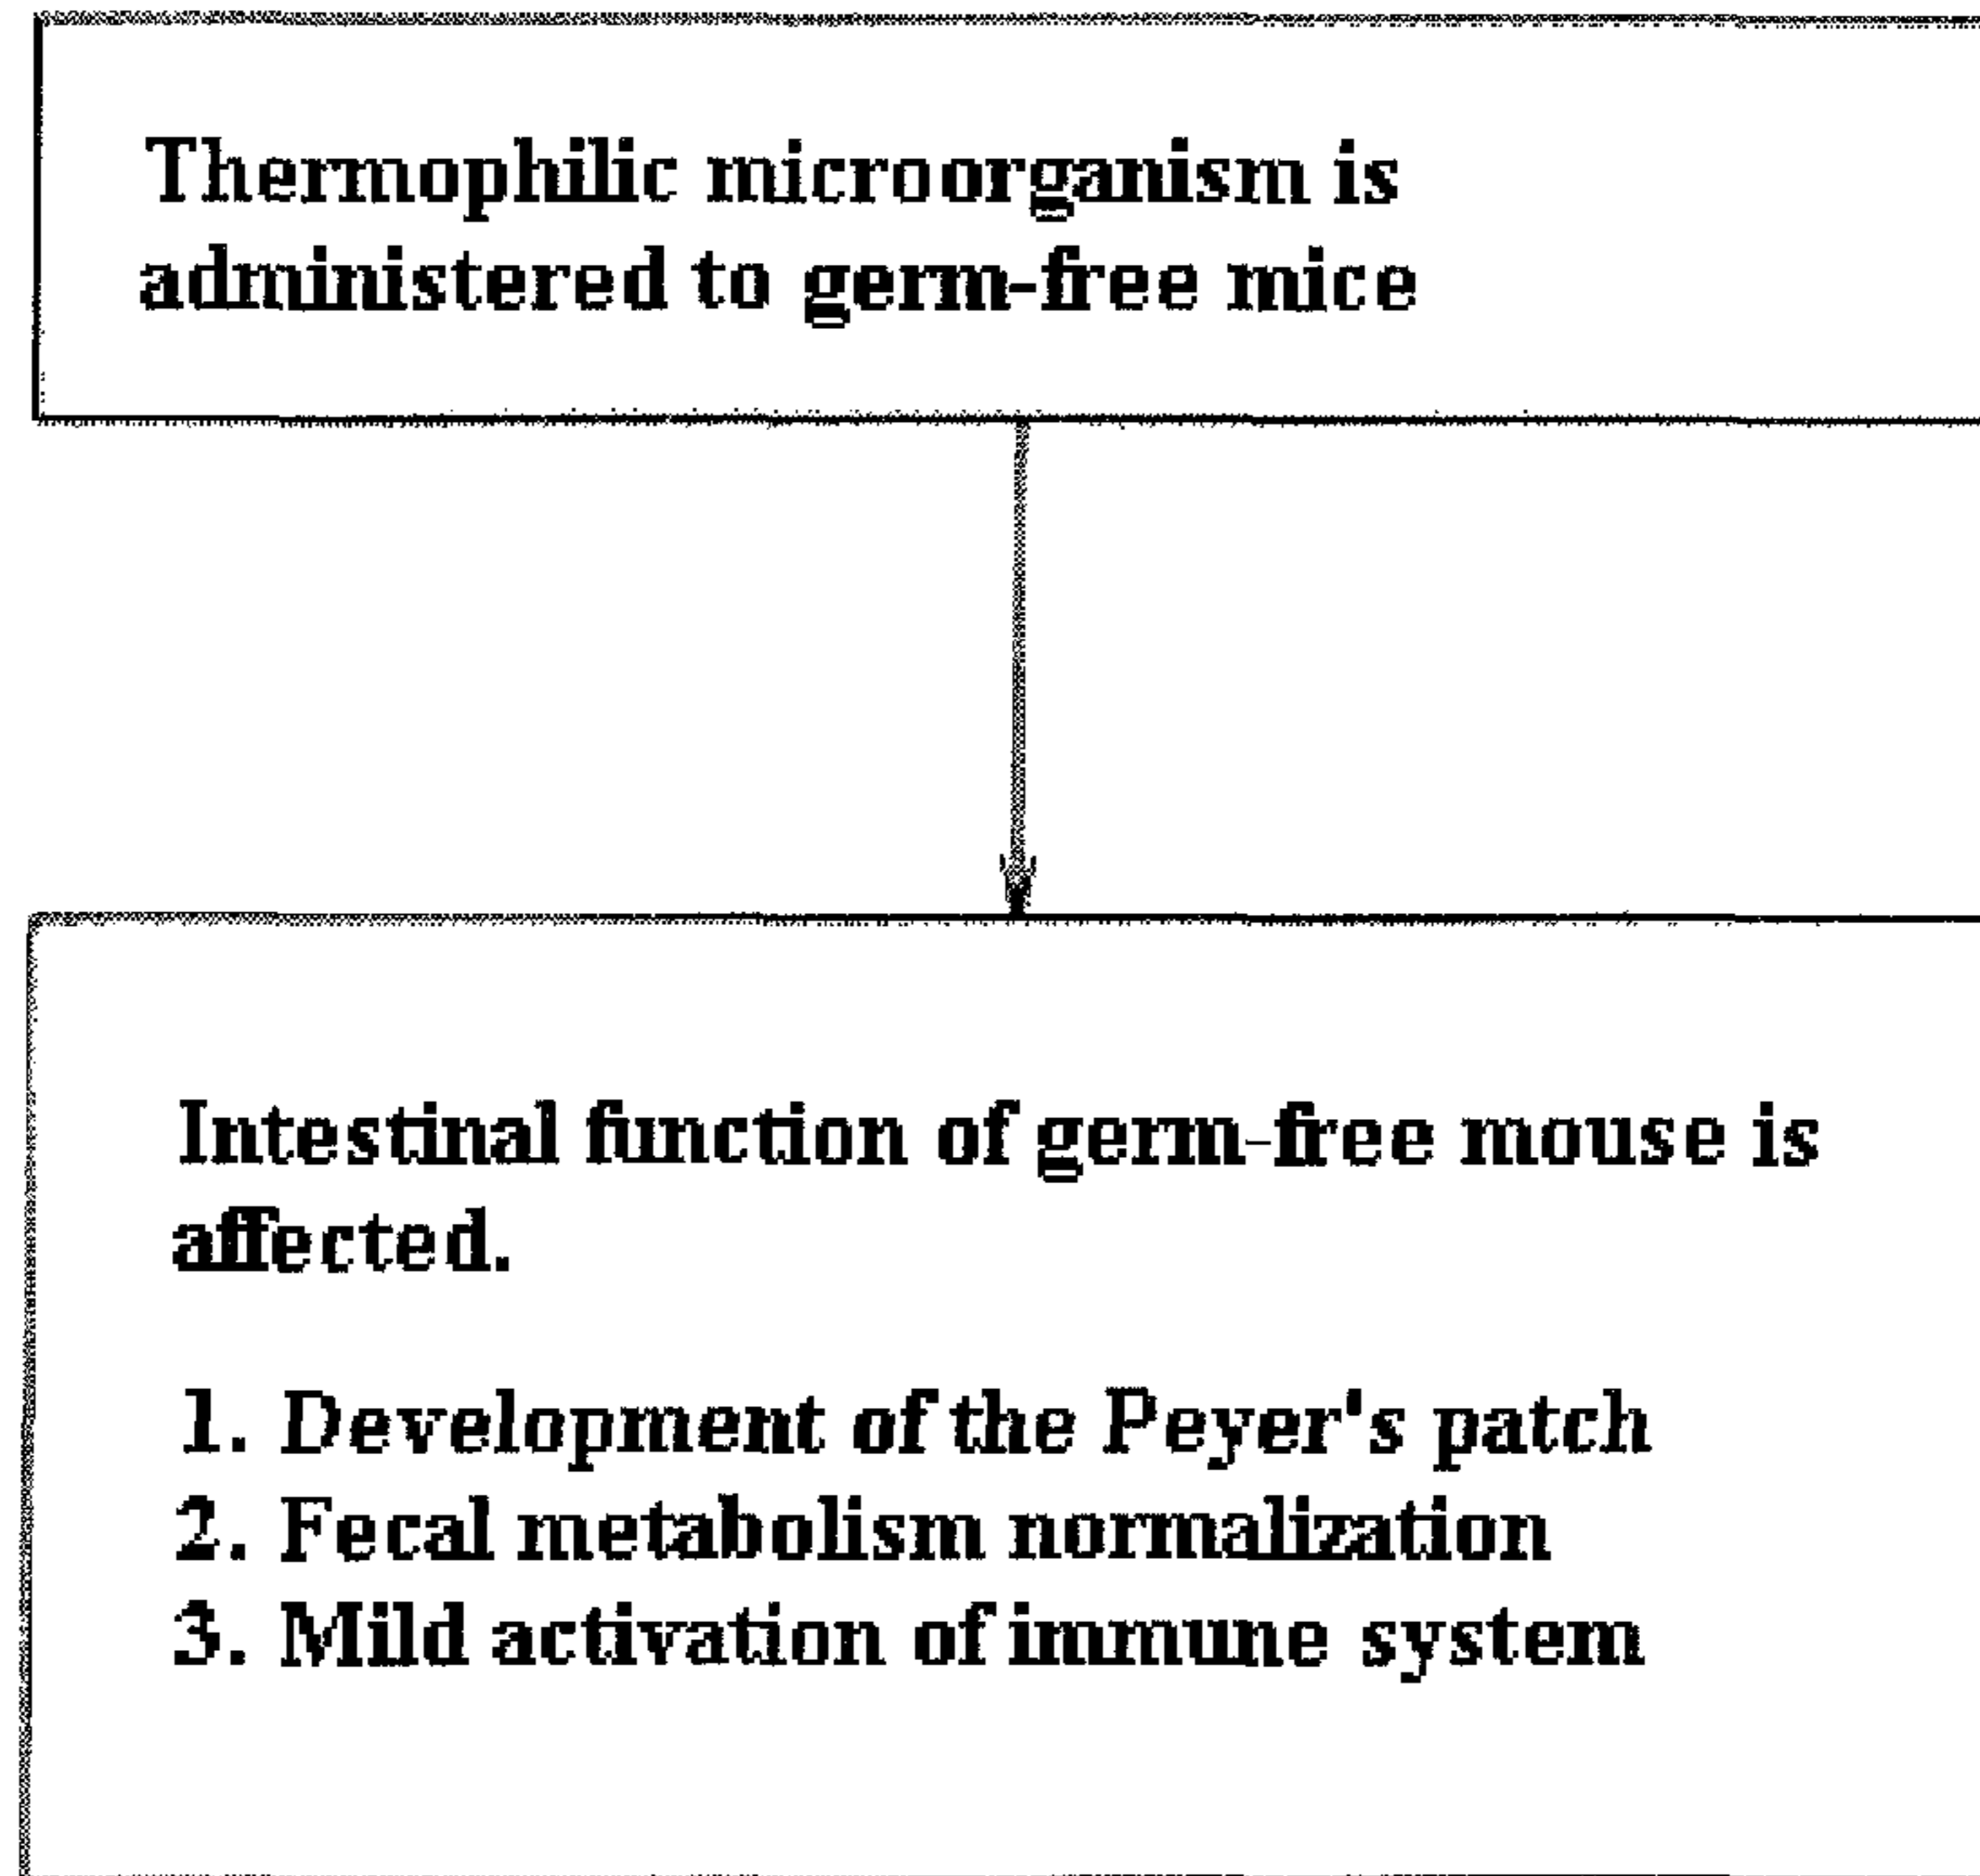 Thermophilic microorganism is
administered to germ-free mice
Intestinal function of germ-free mouse is
affected.
1. Development of the Peyer's patch
2. Fecal metabolism normalization
3. Mild activation of immune system